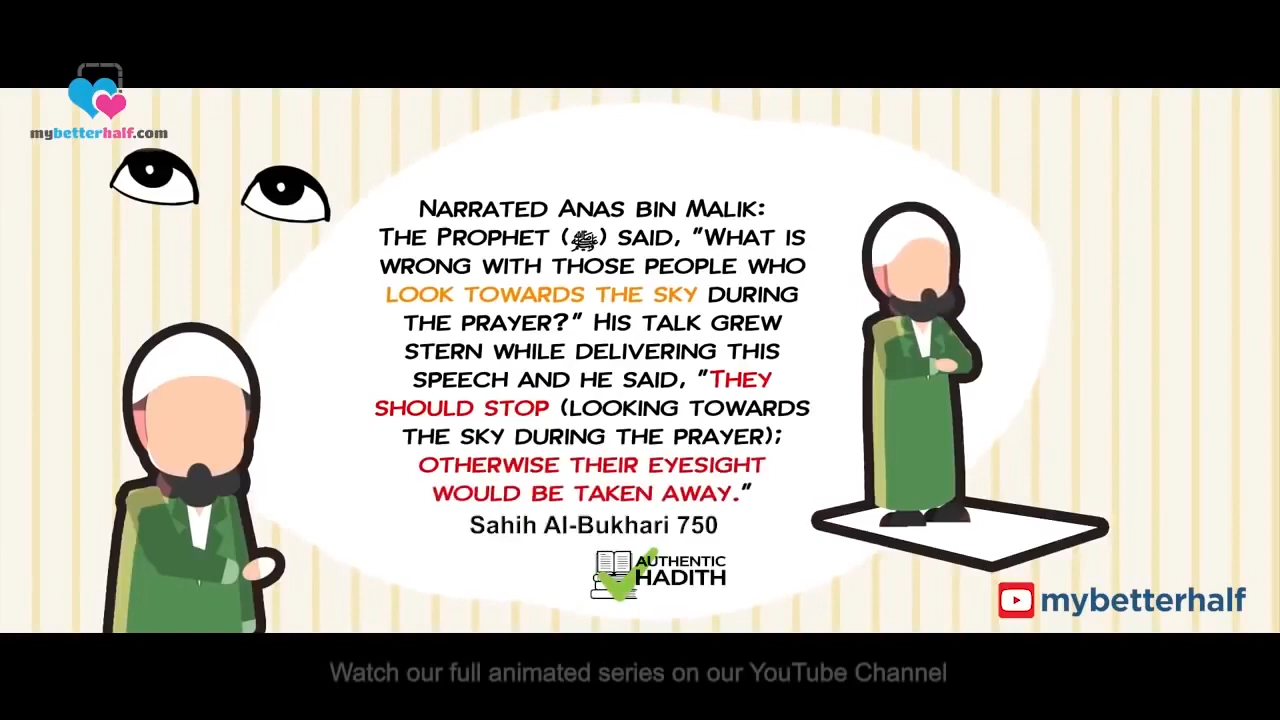 mybetterhalf.com
NARRATED ANAS BIN MALIK:
THE PROPHET (ﷺ) SAID, "WHAT IS
WRONG WITH THOSE PEOPLE WHO
LOOK TOWARDS THE SKY DURING
THE PRAYER?" HIS TALK GREW
STERN WHILE DELIVERING THIS
SPEECH AND HE SAID, "THEY
SHOULD STOP (LOOKING TOWARDS
THE SKY DURING THE PRAYER);
OTHERWISE THEIR EYESIGHT
WOULD BE TAKEN AWAY."
Sahih Al-Bukhari 750
AUTHENTIC
HADITH
mybetterhalf
Watch our full animated series on our YouTube Channel